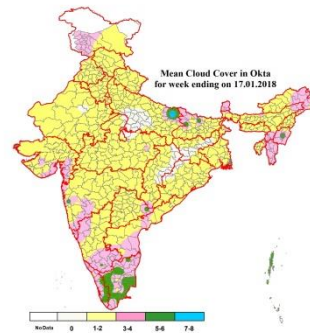 Mean Cloud Cover in Okta
for week ending on 17.01.2018
No Data 0 1-2 3-4 5-6 7-8